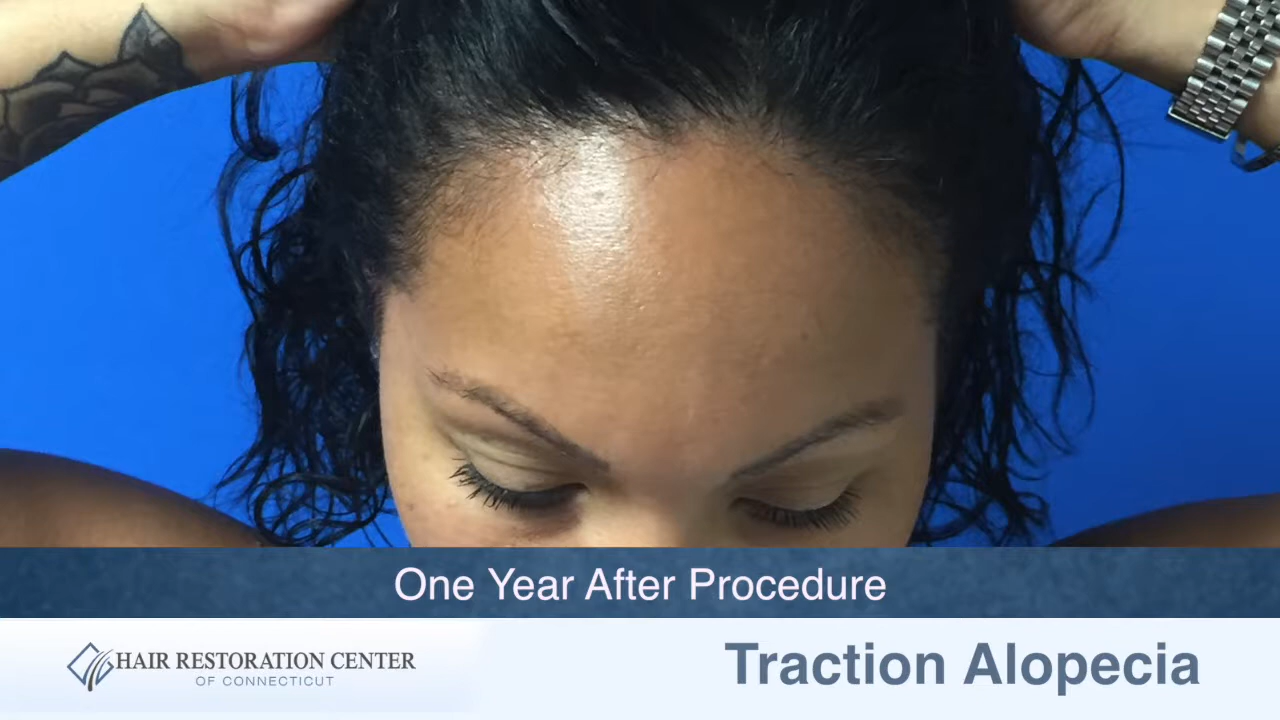 One Year After Procedure
HAIR RESTORATION CENTER
OF CONNECTICUT
Traction Alopecia